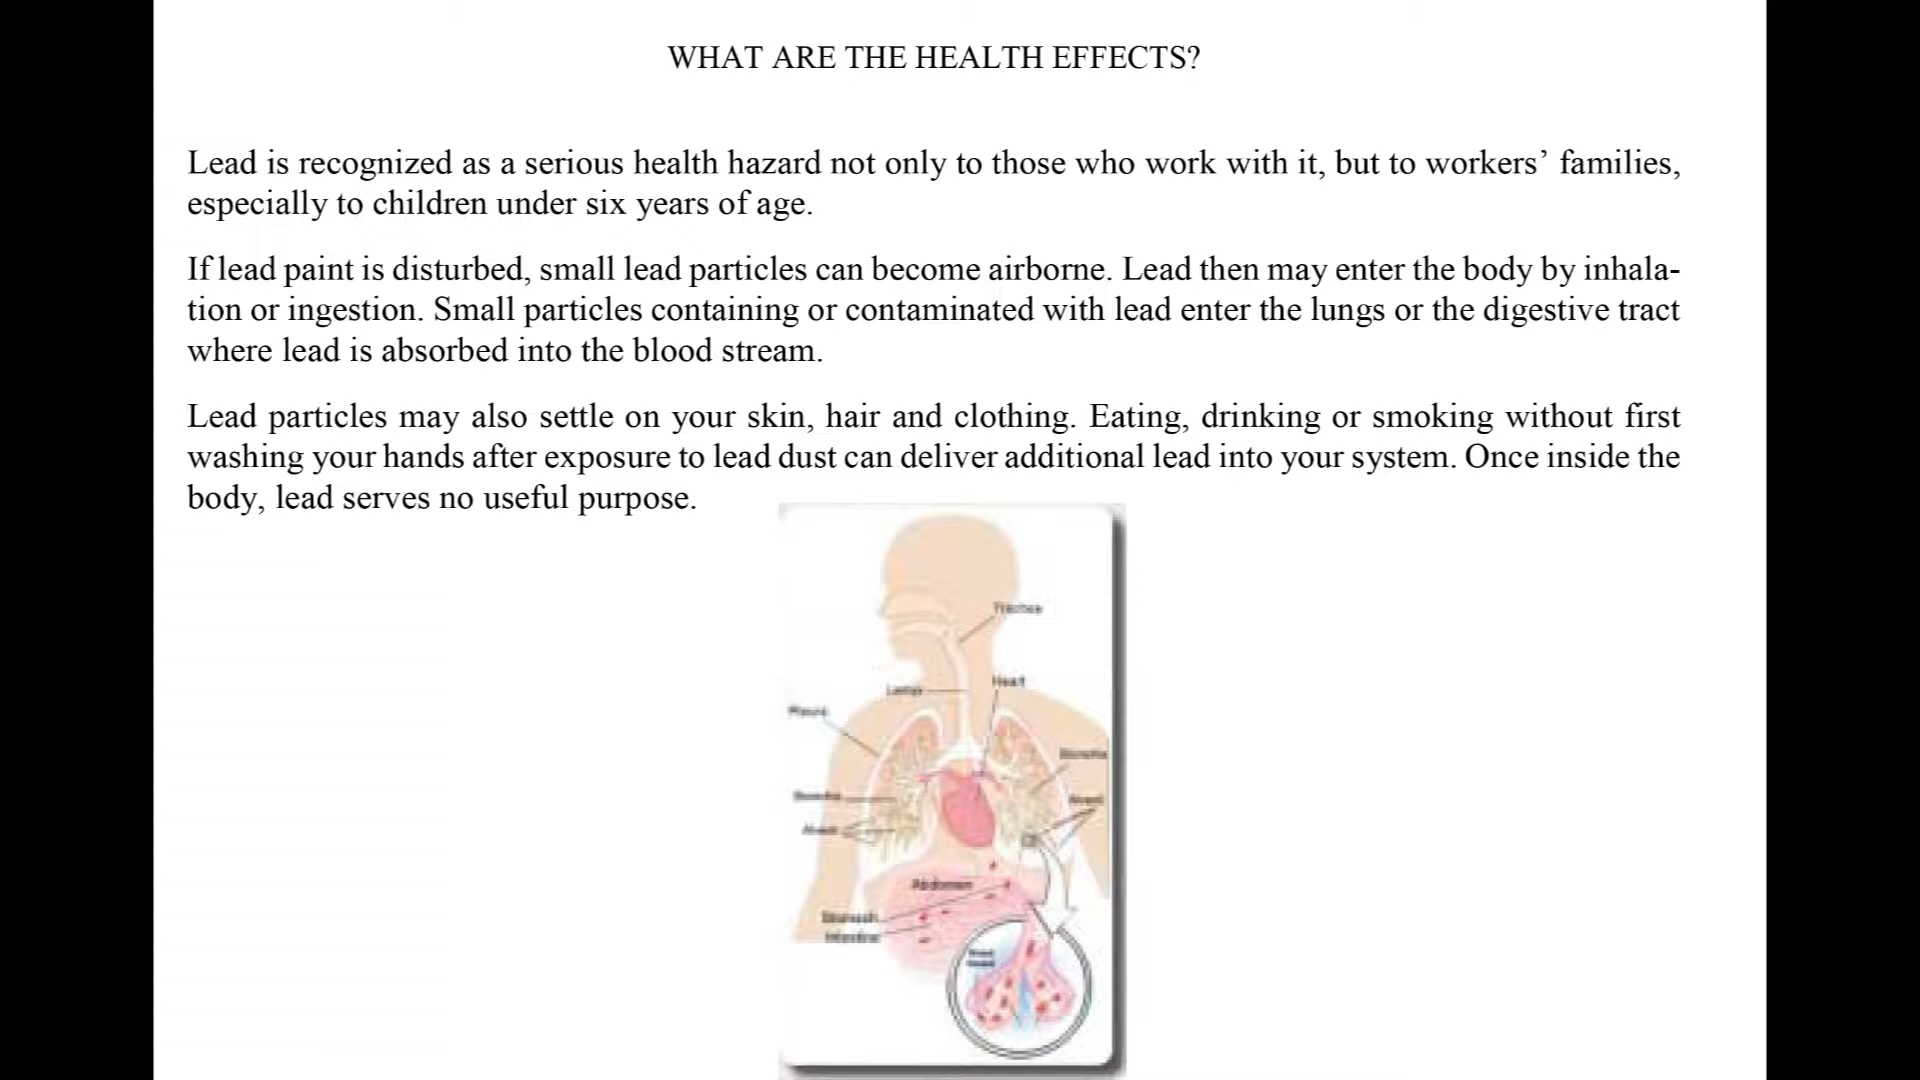 WHAT ARE THE HEALTH EFFECTS?
Lead is recognized as a serious health hazard not only to those who work with it, but to workers’ families,
especially to children under six years of age.
If lead paint is disturbed, small lead particles can become airborne. Lead then may enter the body by inhala-
tion or ingestion. Small particles containing or contaminated with lead enter the lungs or the digestive tract
where lead is absorbed into the blood stream.
Lead particles may also settle on your skin, hair and clothing. Eating, drinking or smoking without first
washing your hands after exposure to lead dust can deliver additional lead into your system. Once inside the
body, lead serves no useful purpose.
Trachea
Heart
Pleura
Abdomen
Stomach
Intestine